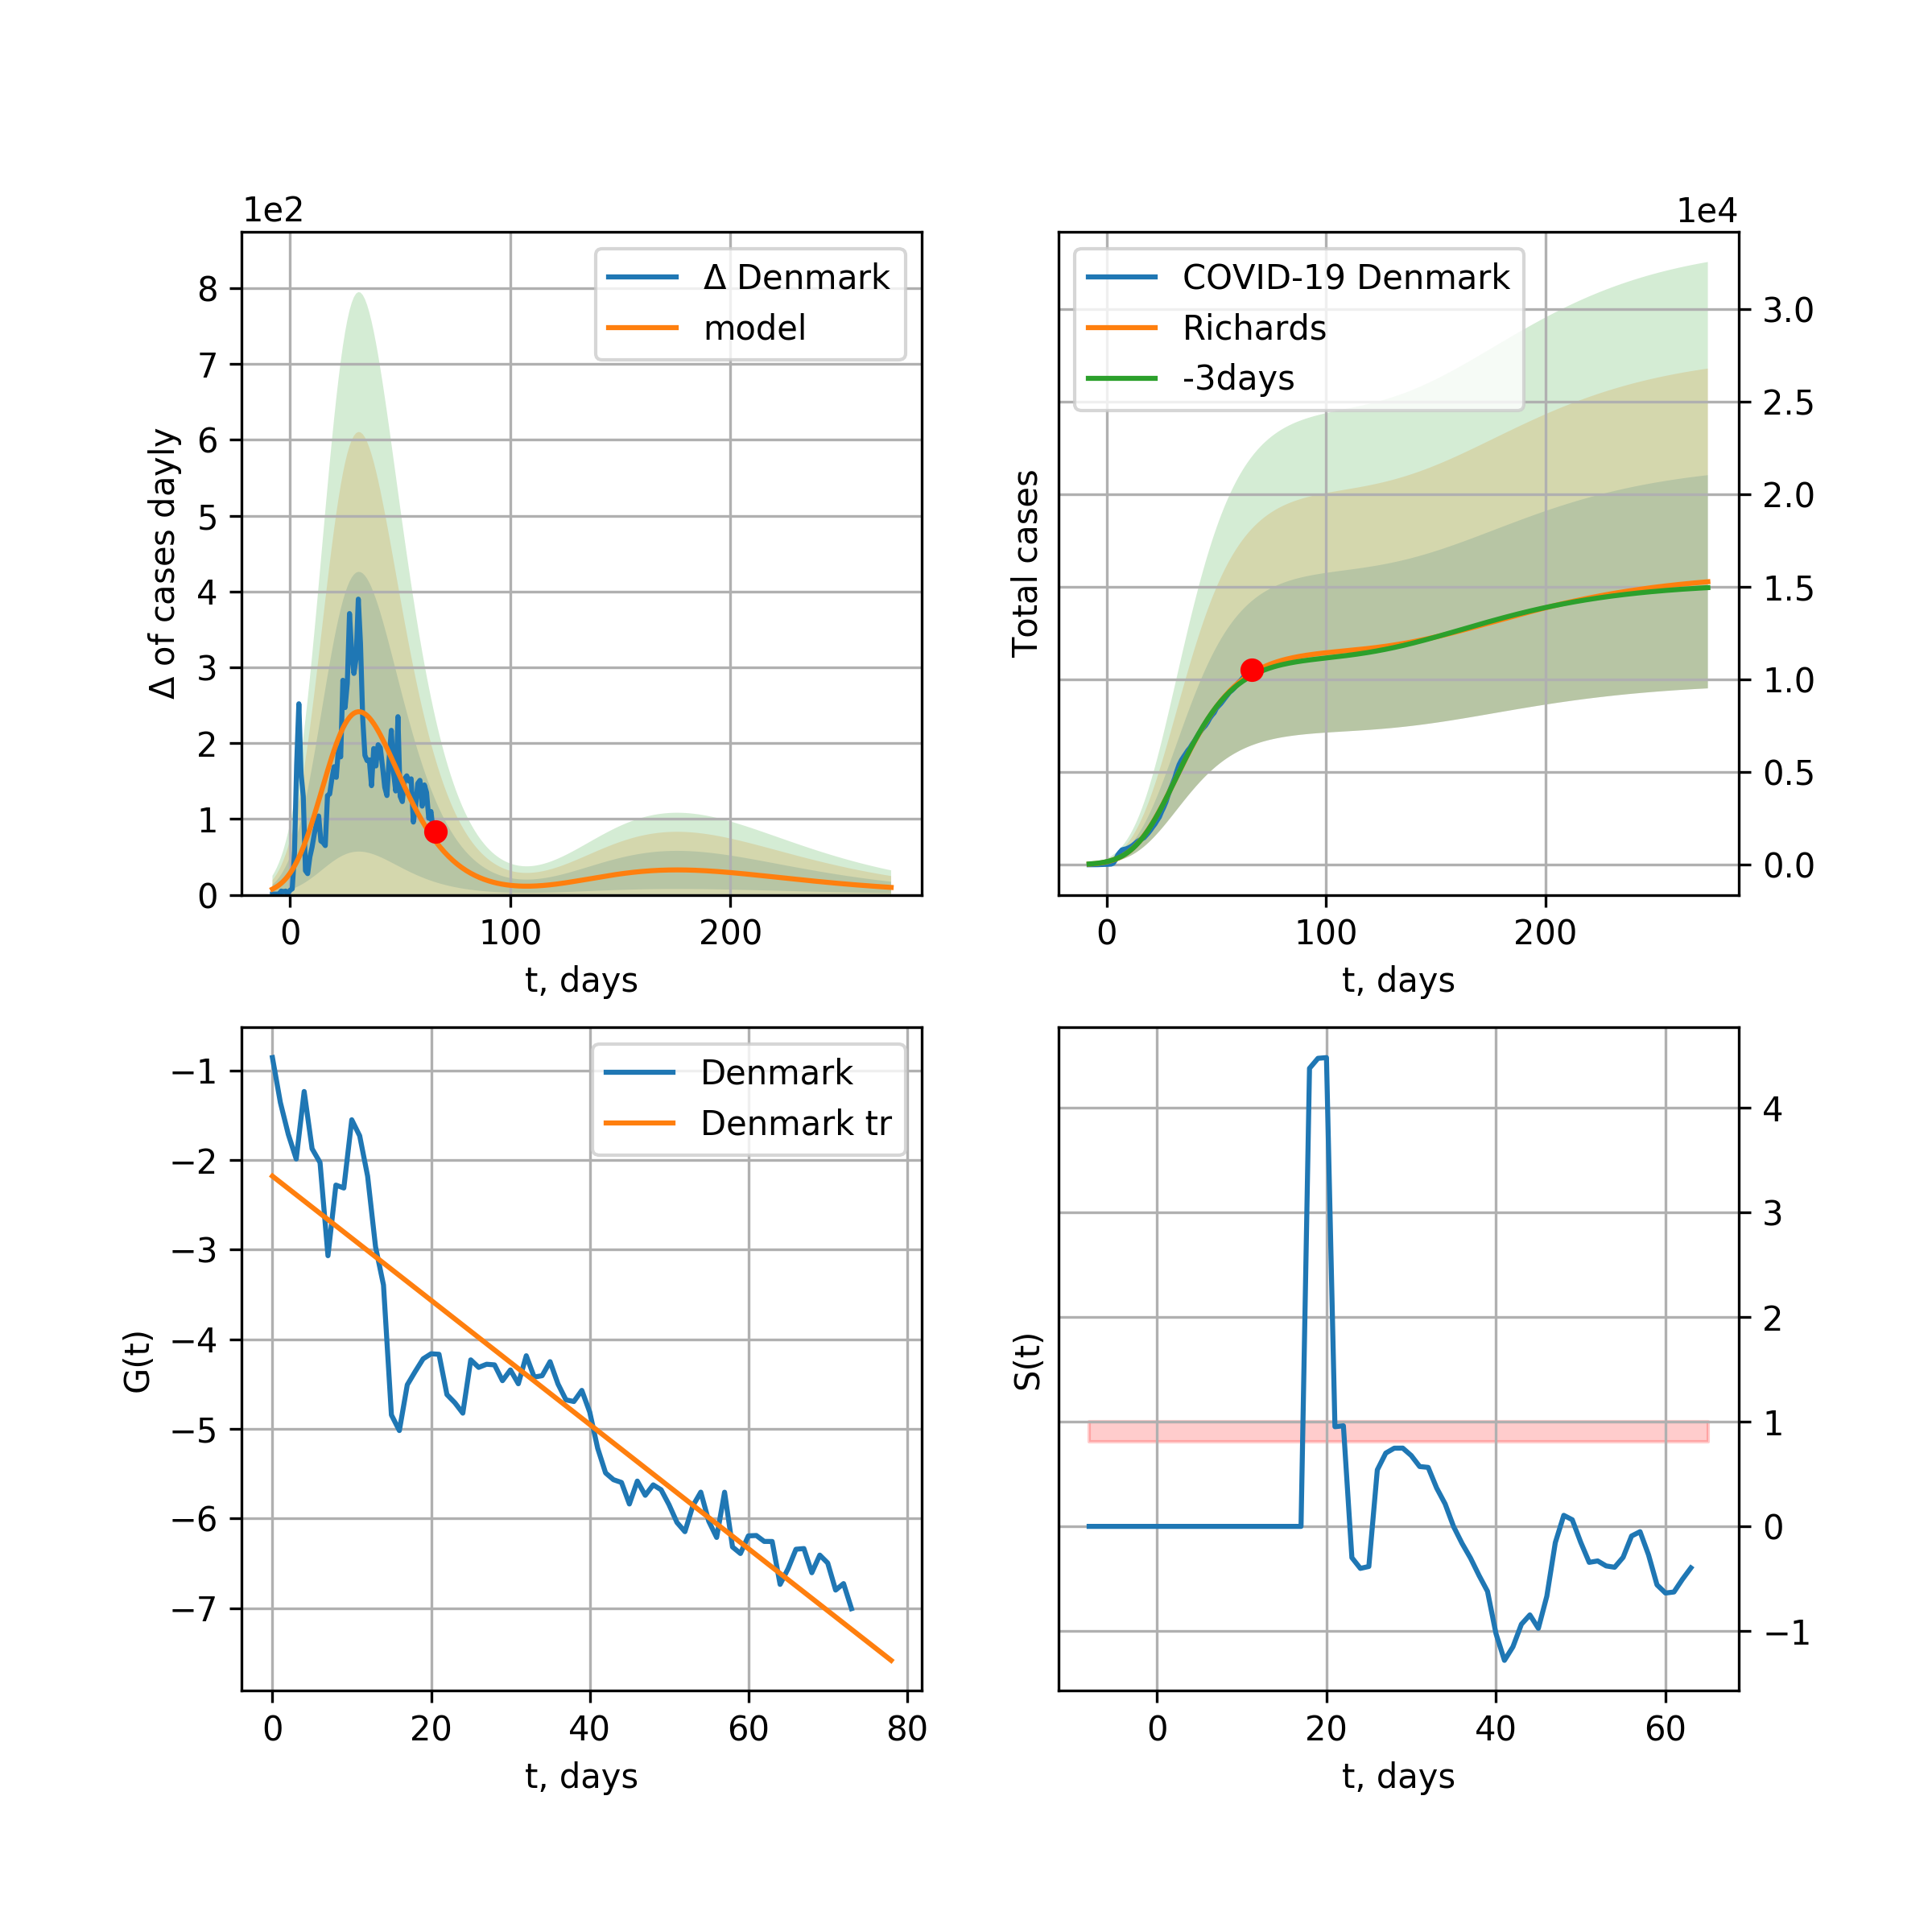 1e2
Δ Denmark
model
8
7
6
5
4
3
2
1
0
Δ of cases dayly
0
100
200
t, days
1e4
COVID-19 Denmark
Richards
-3days
Total cases
3.0
2.5
2.0
1.5
1.0
0.5
0.0
0
100
200
t, days
Denmark
Denmark tr
−1
−2
−3
−4
−5
−6
−7
G(t)
0
20
40
60
80
t, days
S(t)
4
3
2
1
0
−1
0
20
40
60
t, days